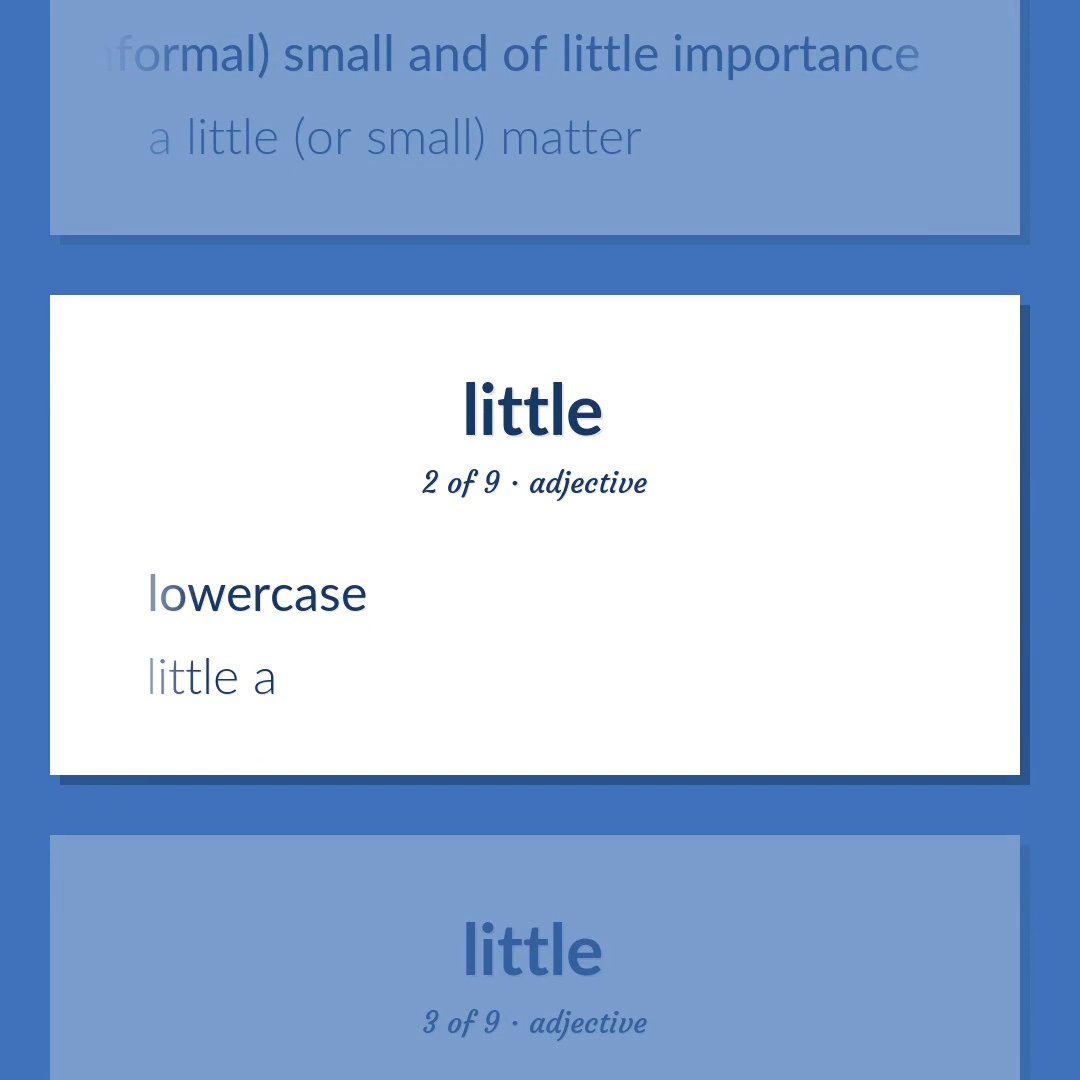 formal) small and of little importance
a little (or small) matter
little
2 of 9 · adjective
lowercase
little a
little
3 of 9 · adjective